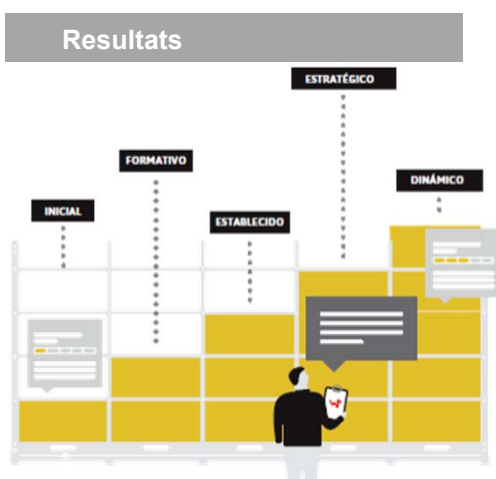 Resultats
ESTRATÉGICO
FORMATIVO
DINÁMICO
INICIAL
ESTABLECIDO